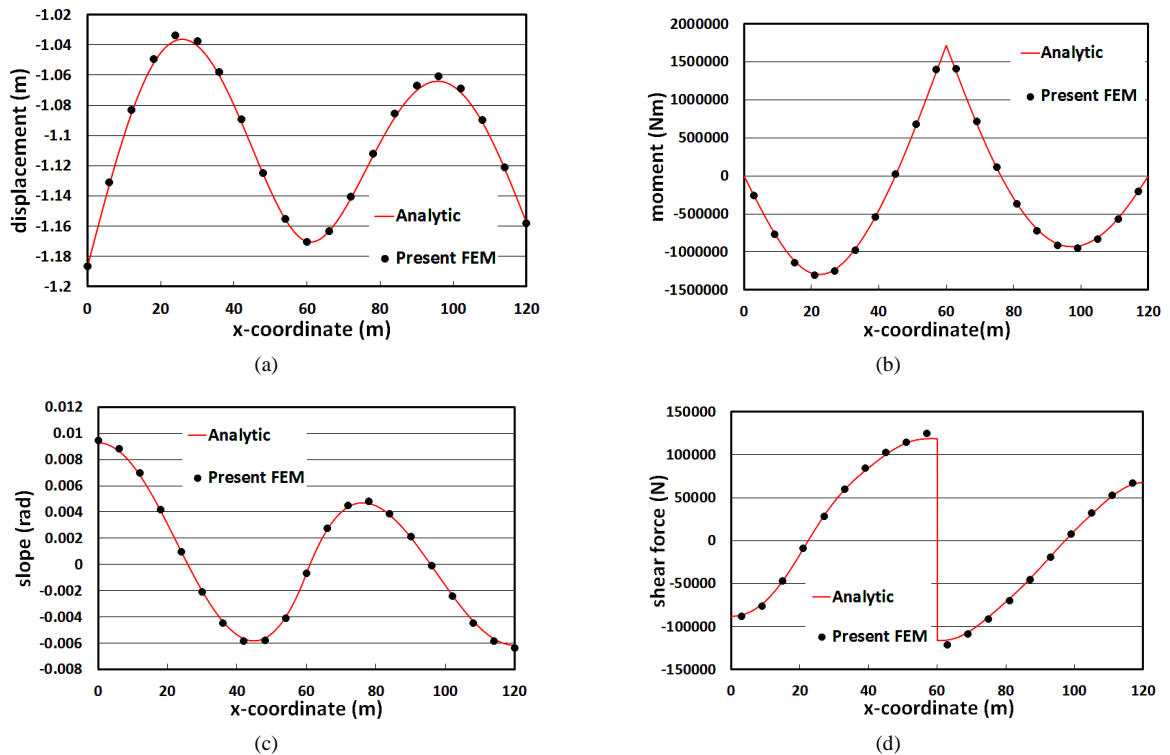 -1.02
-1.04
-1.06
-1.08
-1.1
-1.12
-1.14
-1.16
-1.18
-1.2
displacement (m)
Analytic
Present FEM
0 20 40 60 80 100 120
x-coordinate (m)
(a)
2000000
1500000
1000000
500000
0
-500000
-1000000
-1500000
moment (Nm)
Analytic
Present FEM
0 20 40 60 80 100 120
x-coordinate(m)
(b)
0.012
0.01
0.008
0.006
0.004
0.002
0
-0.002
-0.004
-0.006
-0.008
slope (rad)
Analytic
Present FEM
0 20 40 60 80 100 120
x-coordinate (m)
(c)
150000
100000
50000
0
-50000
-100000
-150000
shear force (N)
Analytic
Present FEM
0 20 40 60 80 100 120
x-coordinate (m)
(d)